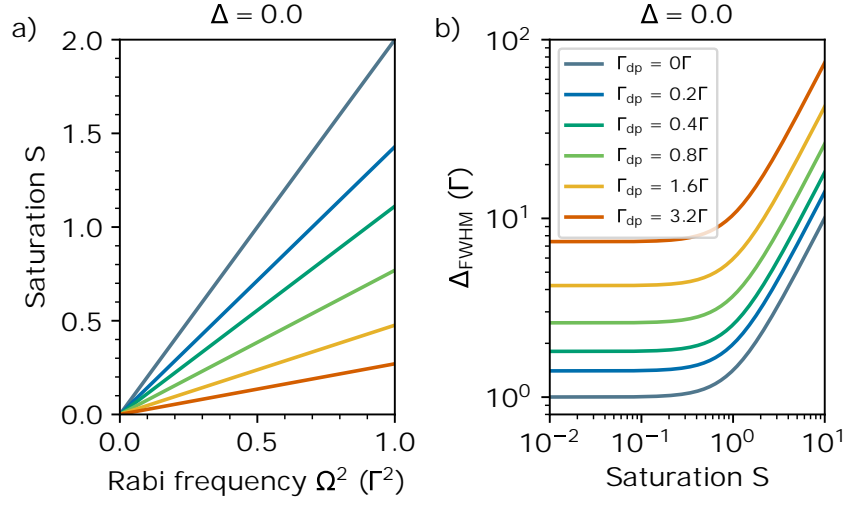 a)
Δ = 0.0
2.0
1.5
1.0
0.5
0.0
Saturation S
0.0
0.5
1.0
Rabi frequency Ω² (Γ²)
b)
Δ = 0.0
10²
10¹
10⁰
Δ_FWHM (Γ)
Γ_dp = 0Γ
Γ_dp = 0.2Γ
Γ_dp = 0.4Γ
Γ_dp = 0.8Γ
Γ_dp = 1.6Γ
Γ_dp = 3.2Γ
10⁻²
10⁻¹
10⁰
10¹
Saturation S